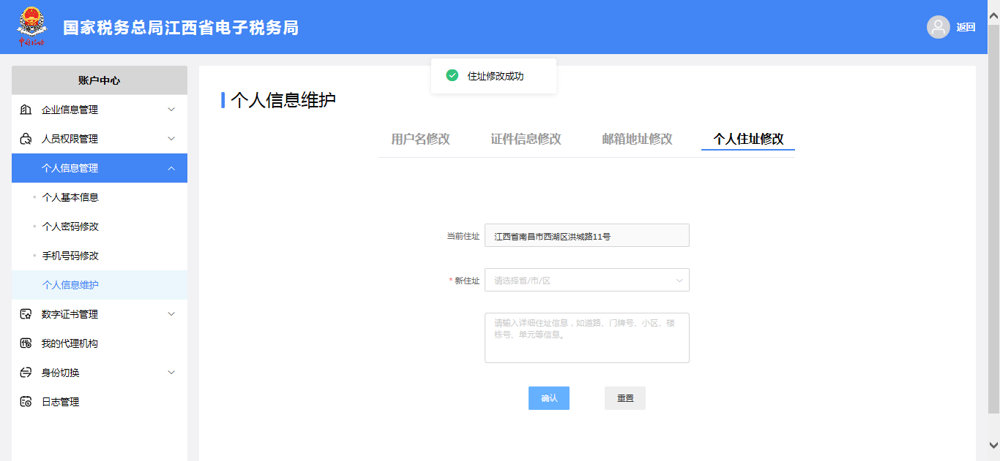 国家税务总局江西省电子税务局
返回
住址修改成功
账户中心
企业信息管理
人员权限管理
个人信息管理
个人基本信息
个人密码修改
手机号码修改
个人信息维护
数字证书管理
我的代理机构
身份切换
日志管理
个人信息维护
用户名修改
证件信息修改
邮箱地址修改
个人住址修改
当前住址
江西省南昌市西湖区洪城路11号
* 新住址
请选择省/市/区
请输入详细住址信息，如道路、门牌号、小区、楼
栋号、单元等信息。
确认
重置